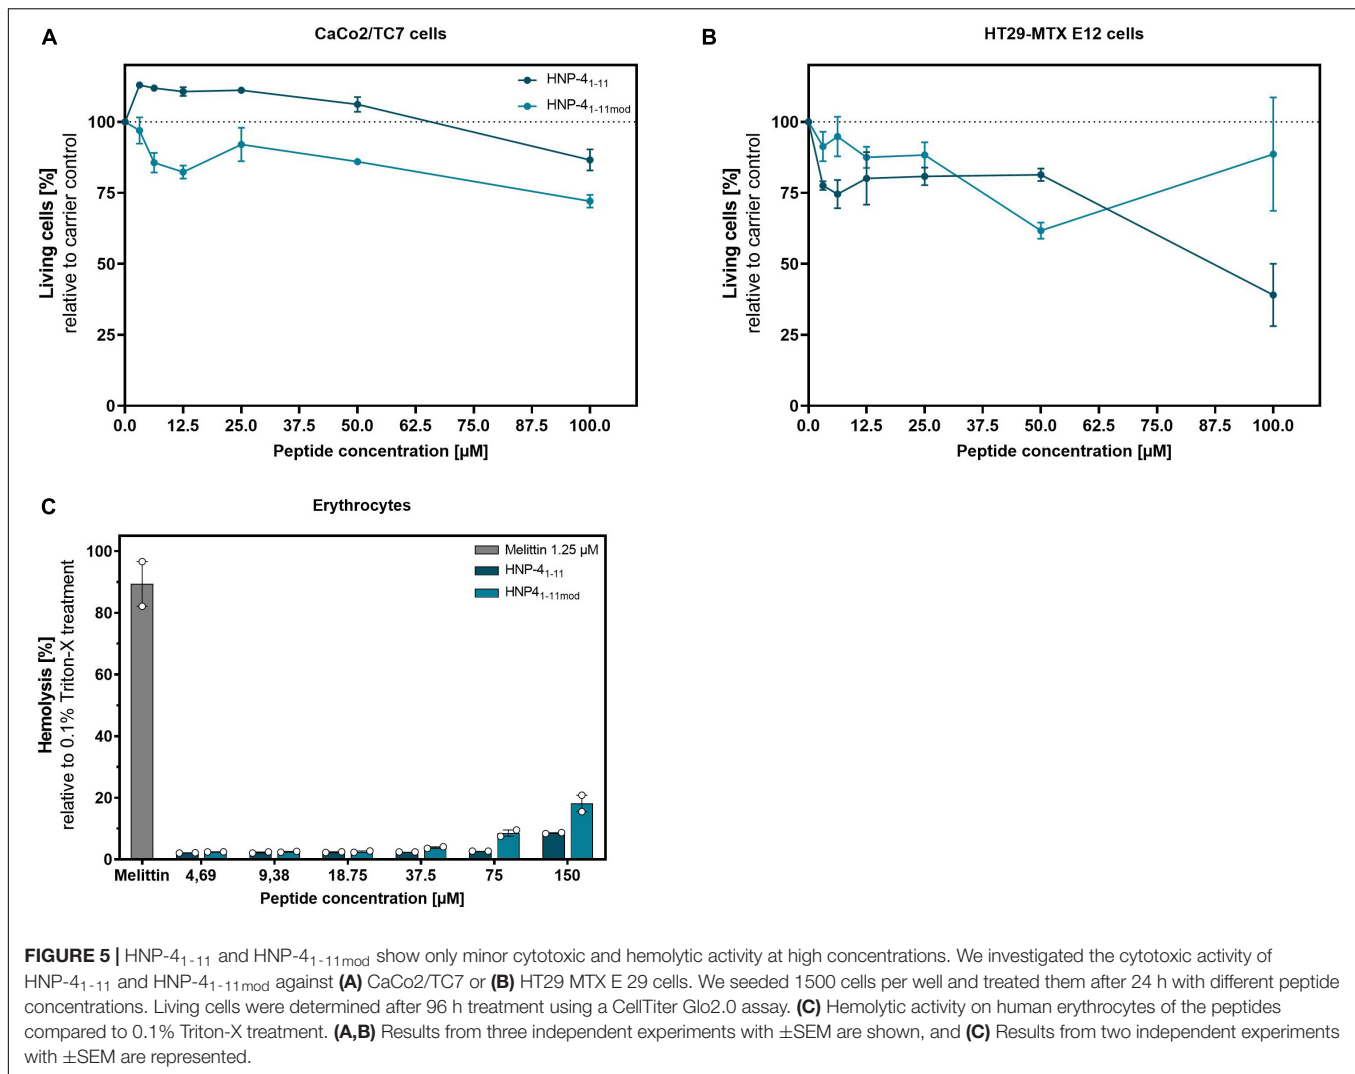 A
CaCo2/TC7 cells
HNP-4₁₋₁₁
HNP-4₁₋₁₁mod
Living cells [%]
relative to carrier control
100
75
50
25
0
0.0 12.5 25.0 37.5 50.0 62.5 75.0 87.5 100.0
Peptide concentration [µM]
B
HT29-MTX E12 cells
Living cells [%]
relative to carrier control
100
75
50
25
0
0.0 12.5 25.0 37.5 50.0 62.5 75.0 87.5 100.0
Peptide concentration [µM]
C
Erythrocytes
Melittin 1.25 µM
HNP-4₁₋₁₁
HNP4₁₋₁₁mod
Hemolysis [%]
relative to 0.1% Triton-X treatment
100
80
60
40
20
0
Melittin 4,69 9,38 18.75 37.5 75 150
Peptide concentration [µM]
FIGURE 5 | HNP-4₁₋₁₁ and HNP-4₁₋₁₁mod show only minor cytotoxic and hemolytic activity at high concentrations. We investigated the cytotoxic activity of
HNP-4₁₋₁₁ and HNP-4₁₋₁₁mod against (A) CaCo2/TC7 or (B) HT29 MTX E 29 cells. We seeded 1500 cells per well and treated them after 24 h with different peptide
concentrations. Living cells were determined after 96 h treatment using a CellTiter Glo2.0 assay. (C) Hemolytic activity on human erythrocytes of the peptides
compared to 0.1% Triton-X treatment. (A,B) Results from three independent experiments with ±SEM are shown, and (C) Results from two independent experiments
with ±SEM are represented.